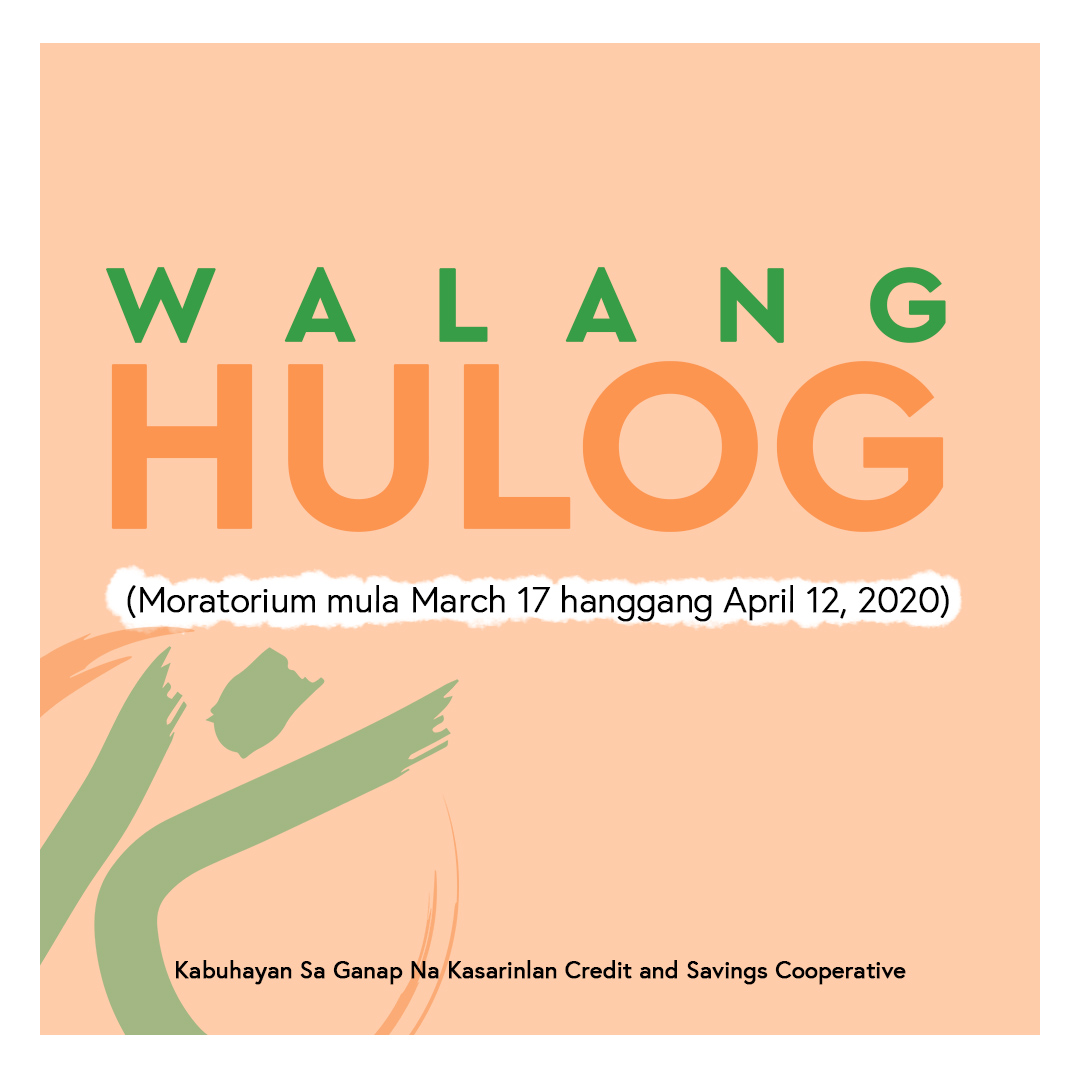 WALANG
HULOG
(Moratorium mula March 17 hanggang April 12, 2020)
Kabuhayan Sa Ganap Na Kasarinlan Credit and Savings Cooperative